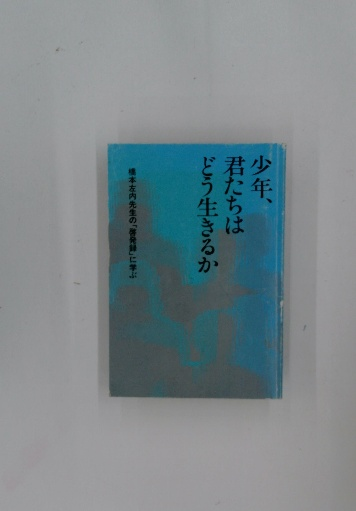 少年、
君たちは
どう生きるか
橋本左内先生の「啓発録」に学ぶ